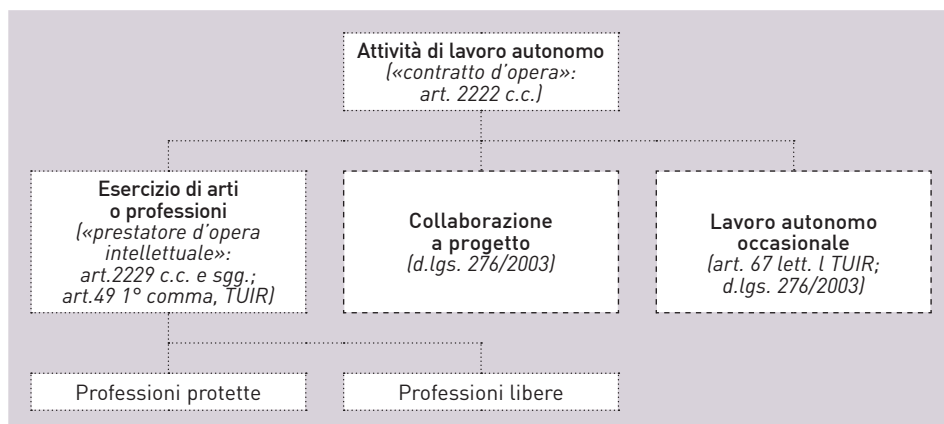 Attività di lavoro autonomo
(«contratto d'opera»:
art. 2222 c.c.)
Esercizio di arti
o professioni
(«prestatore d'opera
intellettuale»:
art.2229 c.c. e sgg.;
art.49 1° comma, TUIR)
Collaborazione
a progetto
(d.lgs. 276/2003)
Lavoro autonomo
occasionale
(art. 67 lett. l TUIR;
d.lgs. 276/2003)
Professioni protette
Professioni libere